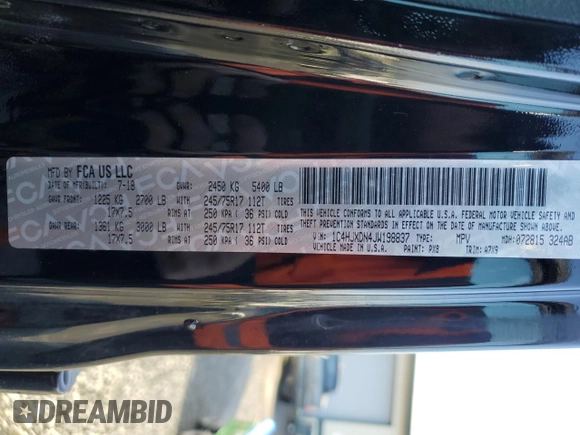 MFD BY FCA US LLC
DATE OF MFR(BUILT): 7-18 GVWR: 2450 KG 5400 LB
GAWR FRONT: 1225 KG 2700 LB WITH 245/75R17 112T TIRES
17X7.5 RIMS AT 250 KPA ( 36 PSI) COLD
GAWR REAR: 1361 KG 3000 LB WITH 245/75R17 112T TIRES
17X7.5 RIMS AT 250 KPA ( 36 PSI) COLD
THIS VEHICLE CONFORMS TO ALL APPLICABLE U.S.A. FEDERAL MOTOR VEHICLE
SAFETY, BUMPER, AND THEFT PREVENTION STANDARDS IN EFFECT ON THE DATE OF
MANUFACTURE SHOWN ABOVE.
VIN: 1C4HJXDN4JW198837 TYPE: MPV MDH: 072815 324AB
VEHICLE MADE IN U.S.A. PAINT: PX8 TRIM: A7X9
DREAMBID